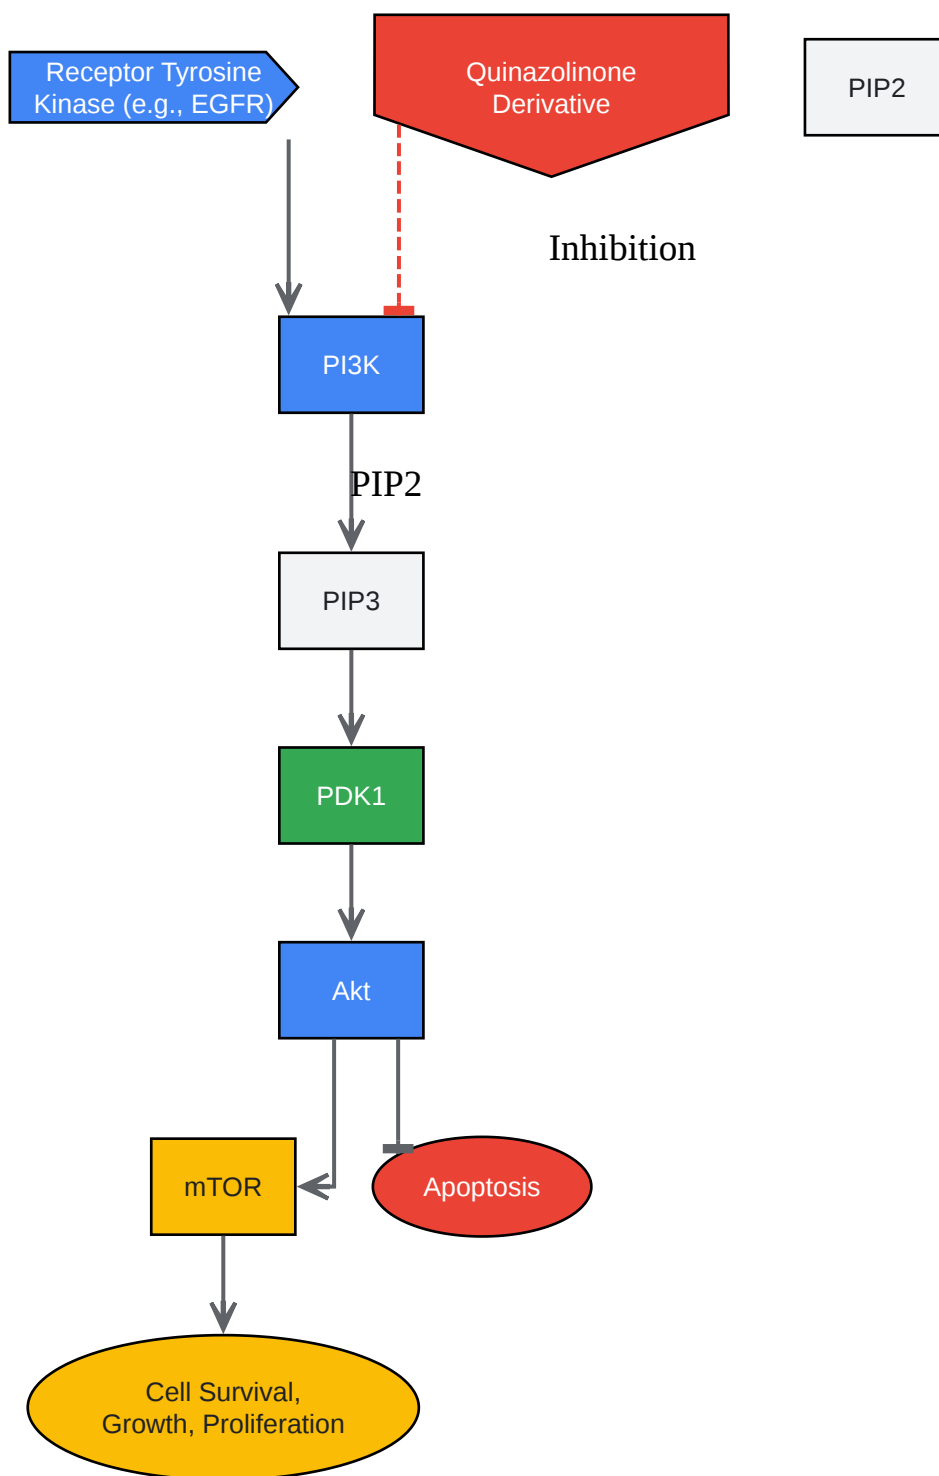 Receptor Tyrosine
Kinase (e.g., EGFR)
Quinazolinone
Derivative
PIP2
Inhibition
PI3K
PIP2
PIP3
PDK1
Akt
mTOR
Apoptosis
Cell Survival,
Growth, Proliferation